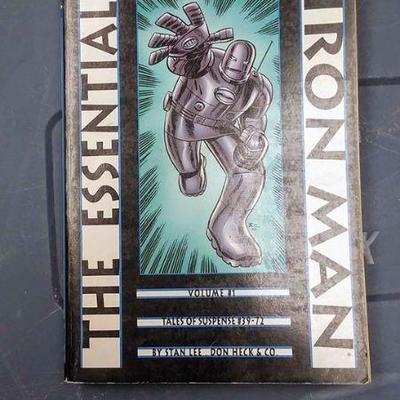 THE ESSENTIAL
IRON MAN
VOLUME #1
TALES OF SUSPENSE #39-72
BY STAN LEE, DON HECK & CO.